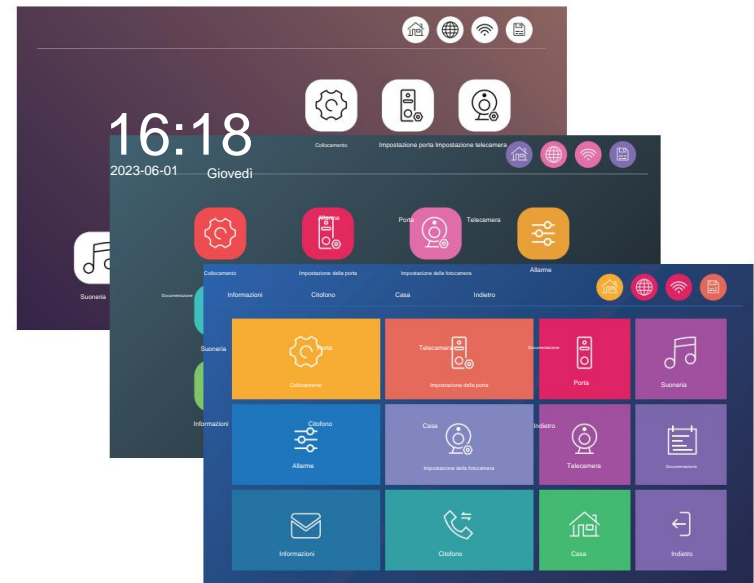 Collocamento
Impostazione porta Impostazione telecamera
16:18
2023-06-01 Giovedì
Suoneria
Allarme
Porta
Telecamera
Collocamento
Impostazione della porta
Impostazione della fotocamera
Allarme
Documentazione
Suoneria
Informazioni
Informazioni
Citofono
Casa
Indietro
Porta
Telecamera
Documentazione
Collocamento
Impostazione della porta
Porta
Suoneria
Citofono
Casa
Indietro
Allarme
Impostazione della fotocamera
Telecamera
Documentazione
Informazioni
Citofono
Casa
Indietro